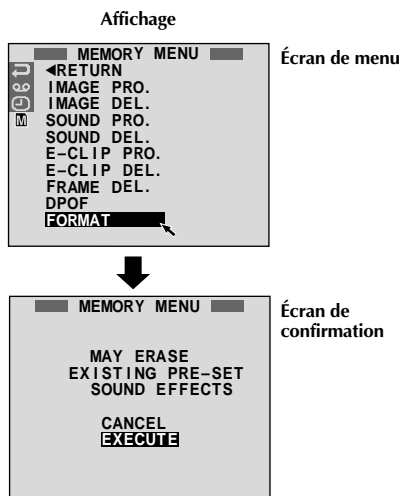 Affichage
MEMORY MENU
Écran de menu
◀RETURN
IMAGE PRO.
IMAGE DEL.
M
SOUND PRO.
SOUND DEL.
E–CLIP PRO.
E–CLIP DEL.
FRAME DEL.
DPOF
FORMAT
MEMORY MENU
Écran de
confirmation
MAY ERASE
EXISTING PRE–SET
SOUND EFFECTS
CANCEL
EXECUTE